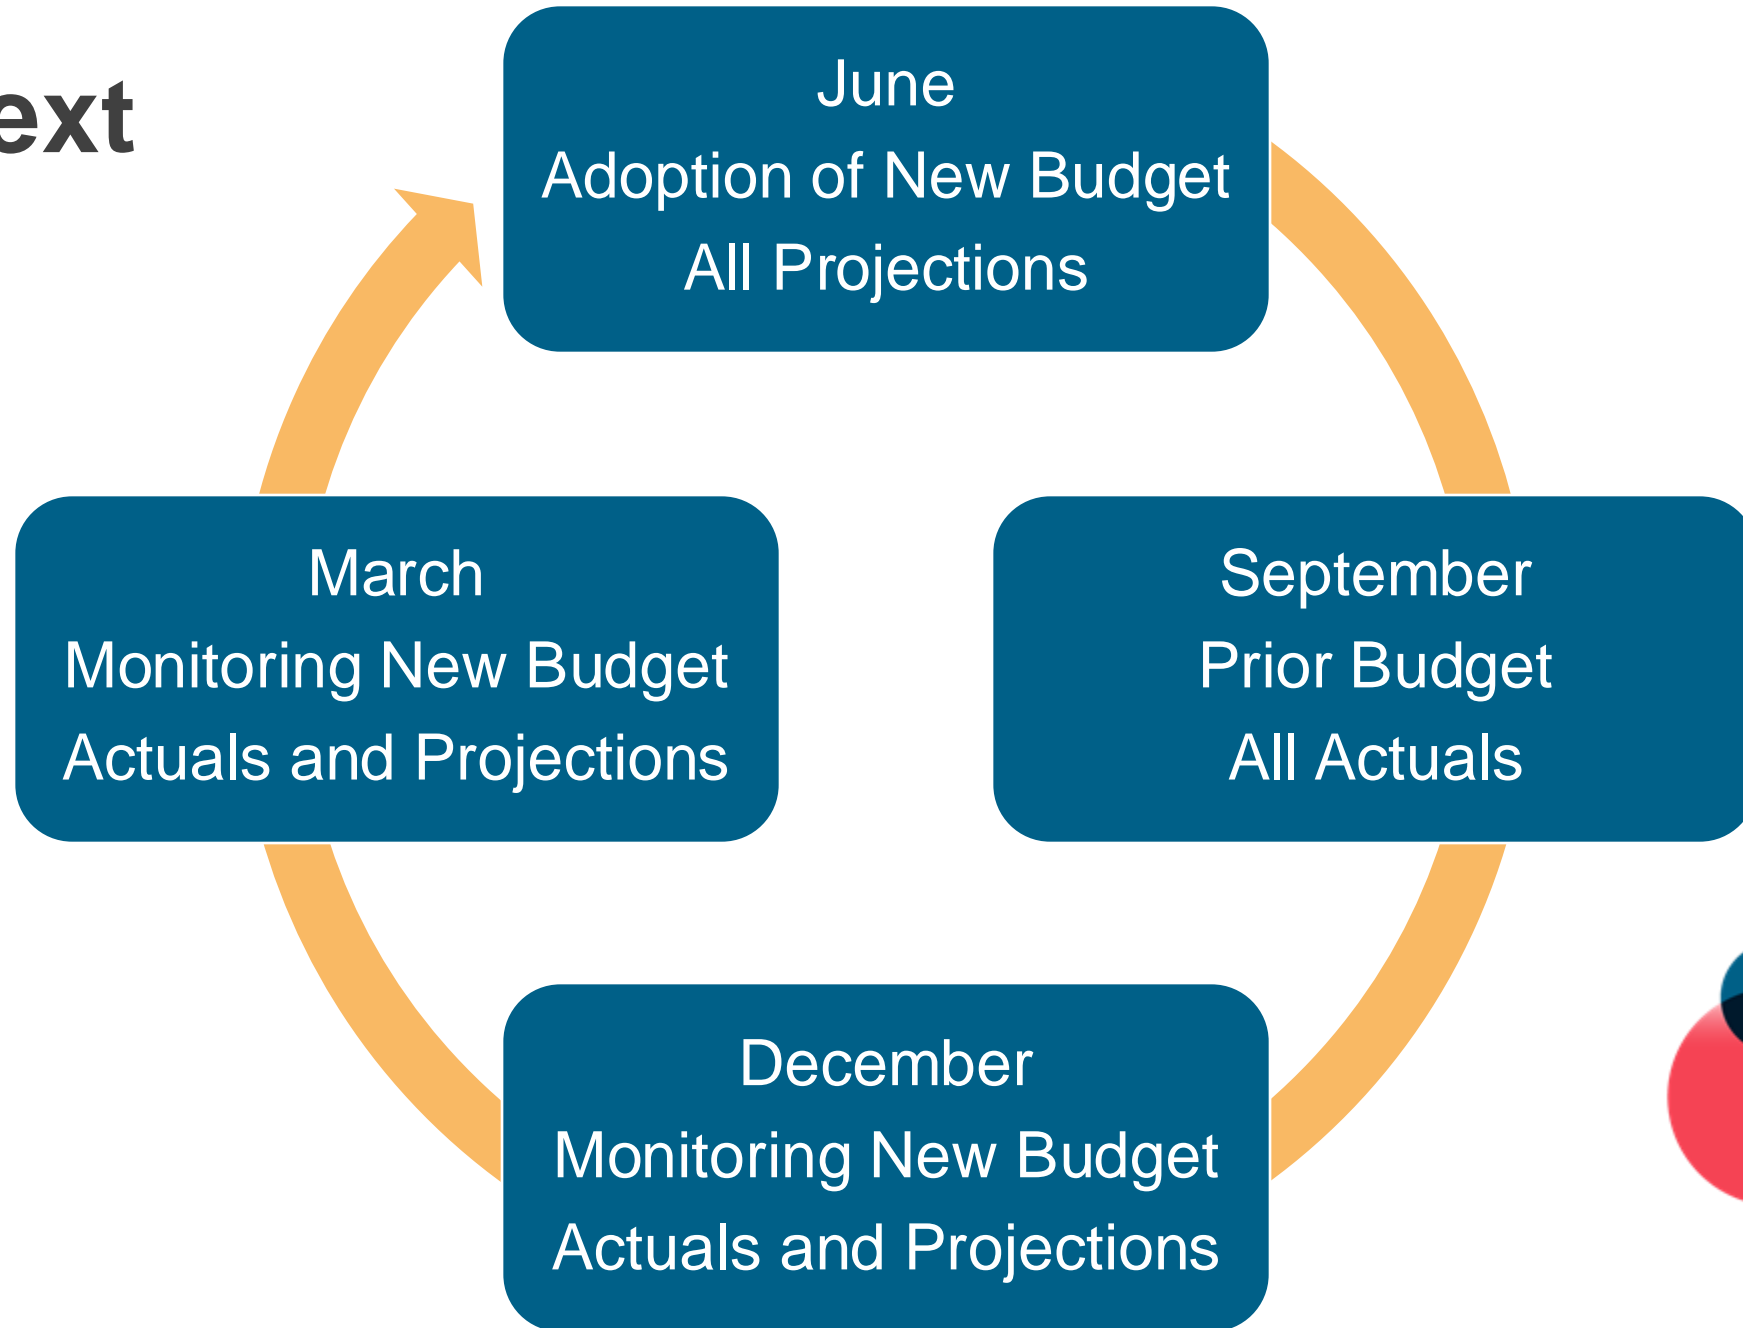 ext
June
Adoption of New Budget
All Projections
September
Prior Budget
All Actuals
December
Monitoring New Budget
Actuals and Projections
March
Monitoring New Budget
Actuals and Projections